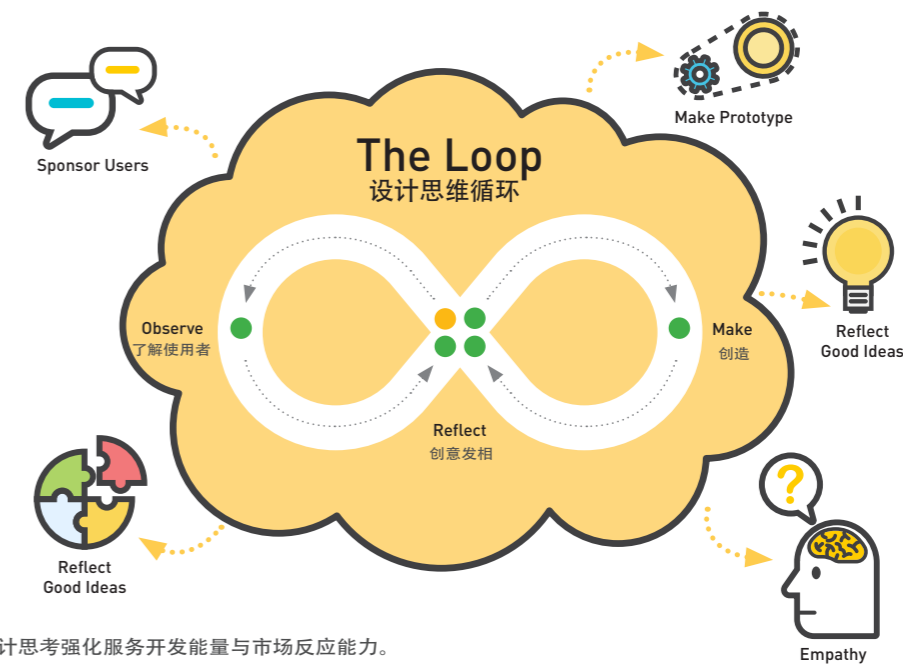 Make Prototype
Sponsor Users
The Loop
设计思维循环
Observe
了解使用者
Make
创造
Reflect
Good Ideas
Reflect
创意发相
Reflect
Good Ideas
?
Empathy
计思考强化服务开发能量与市场反应能力。